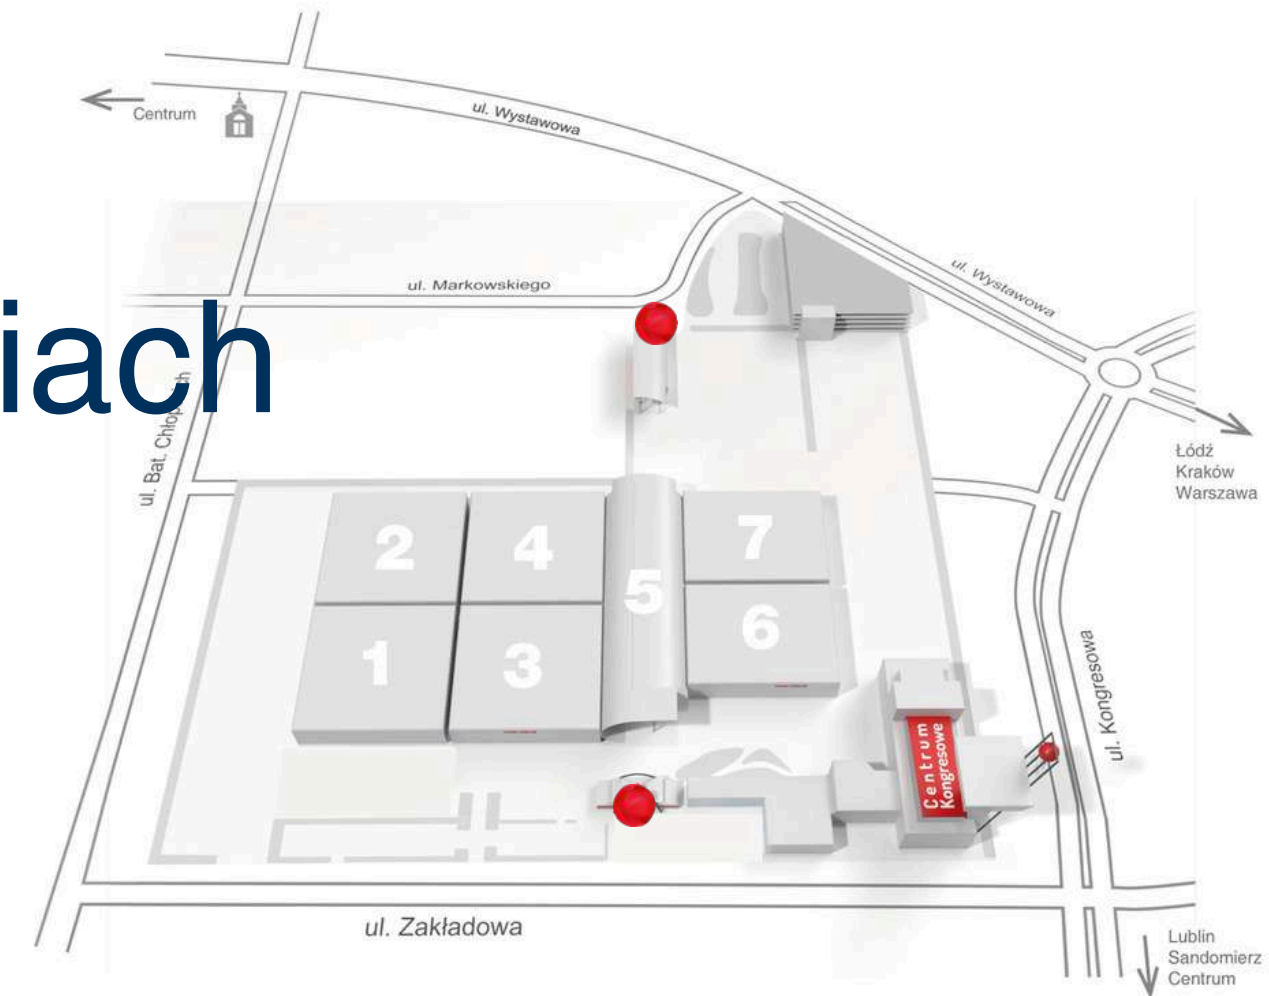 Centrum
ul. Wystawowa
ul. Wystawowa
ul. Markowskiego
iach
ul. Bat.
Łódź
Kraków
Warszawa
2
4
7
5
6
1
3
ul. Kongresowa
Centrum
Kongresowe
ul. Zakładowa
Lublin
Sandomierz
Centrum